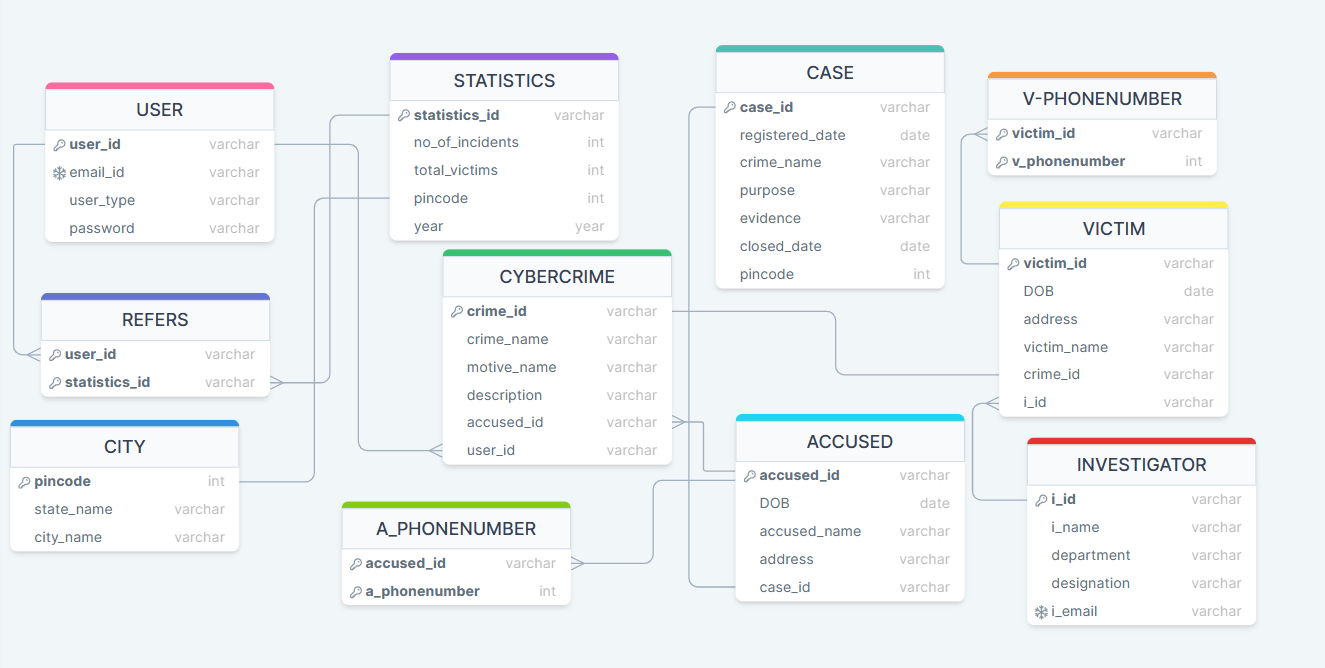 USER
user_id varchar
email_id varchar
user_type varchar
password varchar
STATISTICS
statistics_id varchar
no_of_incidents int
total_victims int
pincode int
year year
CASE
case_id varchar
registered_date date
crime_name varchar
purpose varchar
evidence varchar
closed_date date
pincode int
V-PHONENUMBER
victim_id varchar
v_phonenumber int
VICTIM
victim_id varchar
DOB date
address varchar
victim_name varchar
crime_id varchar
i_id varchar
CYBERCRIME
crime_id varchar
crime_name varchar
motive_name varchar
description varchar
accused_id varchar
user_id varchar
REFERS
user_id varchar
statistics_id varchar
CITY
pincode int
state_name varchar
city_name varchar
A_PHONENUMBER
accused_id varchar
a_phonenumber int
ACCUSED
accused_id varchar
DOB date
accused_name varchar
address varchar
case_id varchar
INVESTIGATOR
i_id varchar
i_name varchar
department varchar
designation varchar
i_email varchar